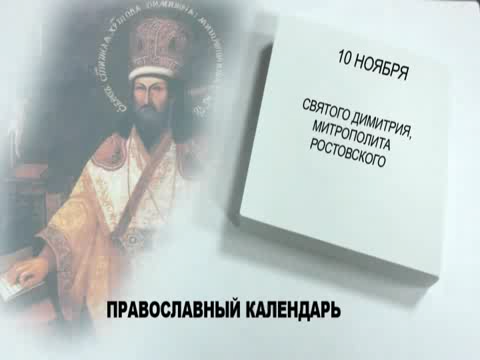 10 НОЯБРЯ
СВЯТОГО ДИМИТРИЯ,
МИТРОПОЛИТА
РОСТОВСКОГО
ПРАВОСЛАВНЫЙ КАЛЕНДАРЬ